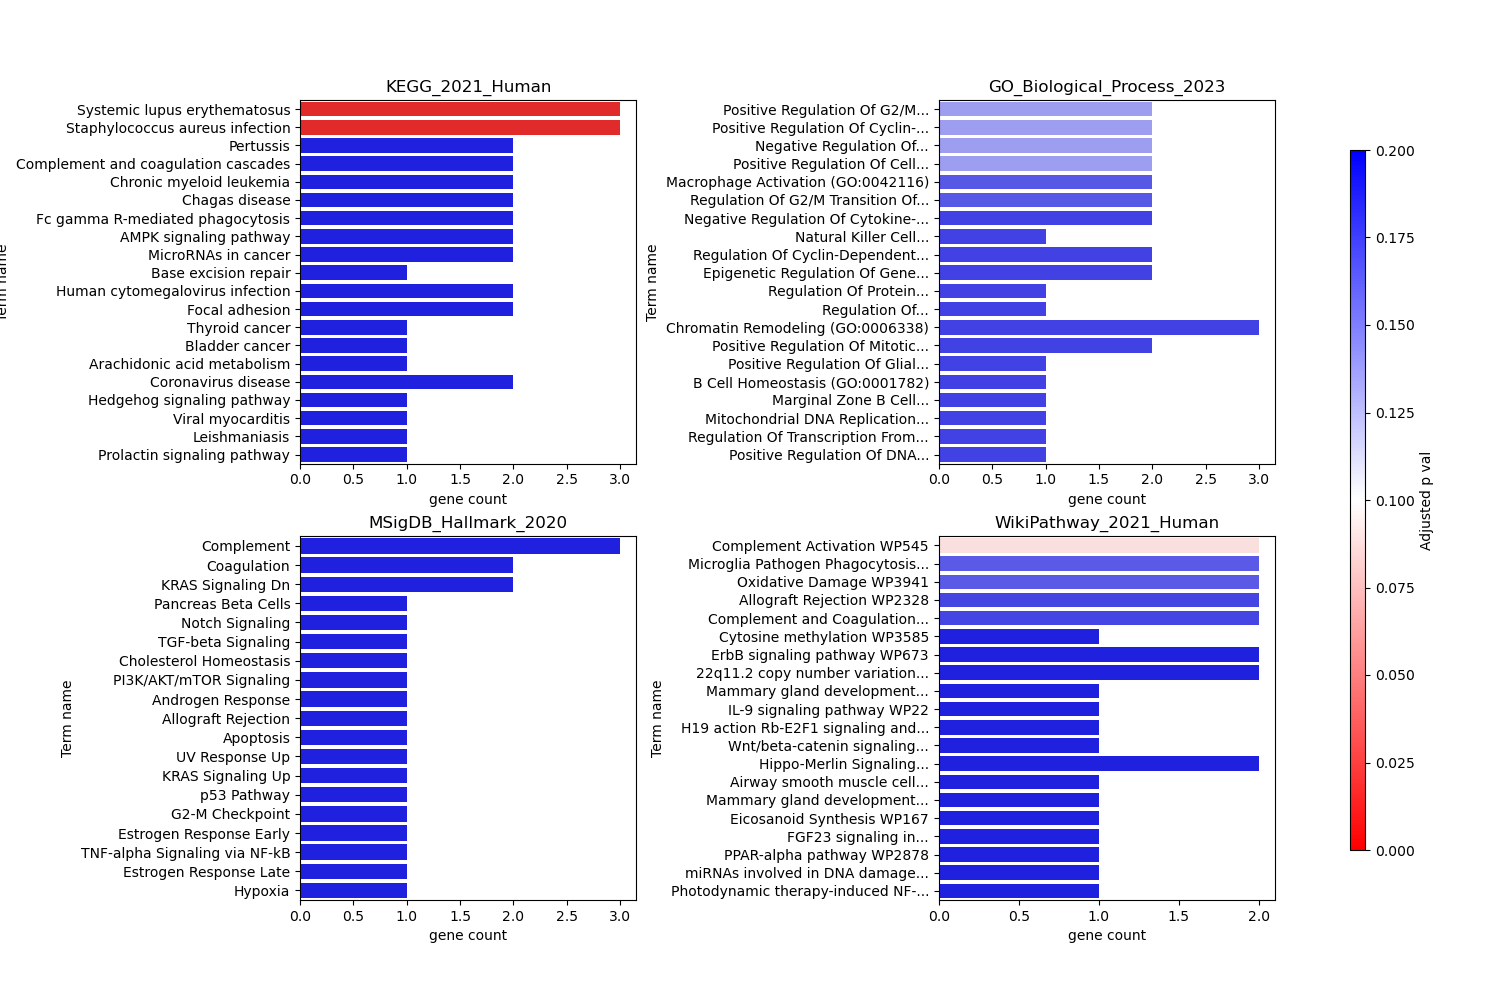 KEGG_2021_Human
Systemic lupus erythematosus
Staphylococcus aureus infection
Pertussis
Complement and coagulation cascades
Chronic myeloid leukemia
Chagas disease
Fc gamma R-mediated phagocytosis
AMPK signaling pathway
MicroRNAs in cancer
Base excision repair
Human cytomegalovirus infection
Focal adhesion
Thyroid cancer
Bladder cancer
Arachidonic acid metabolism
Coronavirus disease
Hedgehog signaling pathway
Viral myocarditis
Leishmaniasis
Prolactin signaling pathway
Term name
0.0 0.5 1.0 1.5 2.0 2.5 3.0
gene count
GO_Biological_Process_2023
Positive Regulation Of G2/M...
Positive Regulation Of Cyclin-...
Negative Regulation Of...
Positive Regulation Of Cell...
Macrophage Activation (GO:0042116)
Regulation Of G2/M Transition Of...
Negative Regulation Of Cytokine-...
Natural Killer Cell...
Regulation Of Cyclin-Dependent...
Epigenetic Regulation Of Gene...
Regulation Of Protein...
Regulation Of...
Chromatin Remodeling (GO:0006338)
Positive Regulation Of Mitotic...
Positive Regulation Of Glial...
B Cell Homeostasis (GO:0001782)
Marginal Zone B Cell...
Mitochondrial DNA Replication...
Regulation Of Transcription From...
Positive Regulation Of DNA...
Term name
0.0 0.5 1.0 1.5 2.0 2.5 3.0
gene count
MSigDB_Hallmark_2020
Complement
Coagulation
KRAS Signaling Dn
Pancreas Beta Cells
Notch Signaling
TGF-beta Signaling
Cholesterol Homeostasis
PI3K/AKT/mTOR Signaling
Androgen Response
Allograft Rejection
Apoptosis
UV Response Up
KRAS Signaling Up
p53 Pathway
G2-M Checkpoint
Estrogen Response Early
TNF-alpha Signaling via NF-kB
Estrogen Response Late
Hypoxia
Term name
0.0 0.5 1.0 1.5 2.0 2.5 3.0
gene count
WikiPathway_2021_Human
Complement Activation WP545
Microglia Pathogen Phagocytosis...
Oxidative Damage WP3941
Allograft Rejection WP2328
Complement and Coagulation...
Cytosine methylation WP3585
ErbB signaling pathway WP673
22q11.2 copy number variation...
Mammary gland development...
IL-9 signaling pathway WP22
H19 action Rb-E2F1 signaling and...
Wnt/beta-catenin signaling...
Hippo-Merlin Signaling...
Airway smooth muscle cell...
Mammary gland development...
Eicosanoid Synthesis WP167
FGF23 signaling in...
PPAR-alpha pathway WP2878
miRNAs involved in DNA damage...
Photodynamic therapy-induced NF-...
Term name
0.0 0.5 1.0 1.5 2.0
gene count
0.200
0.175
0.150
0.125
0.100
0.075
0.050
0.025
0.000
Adjusted p val